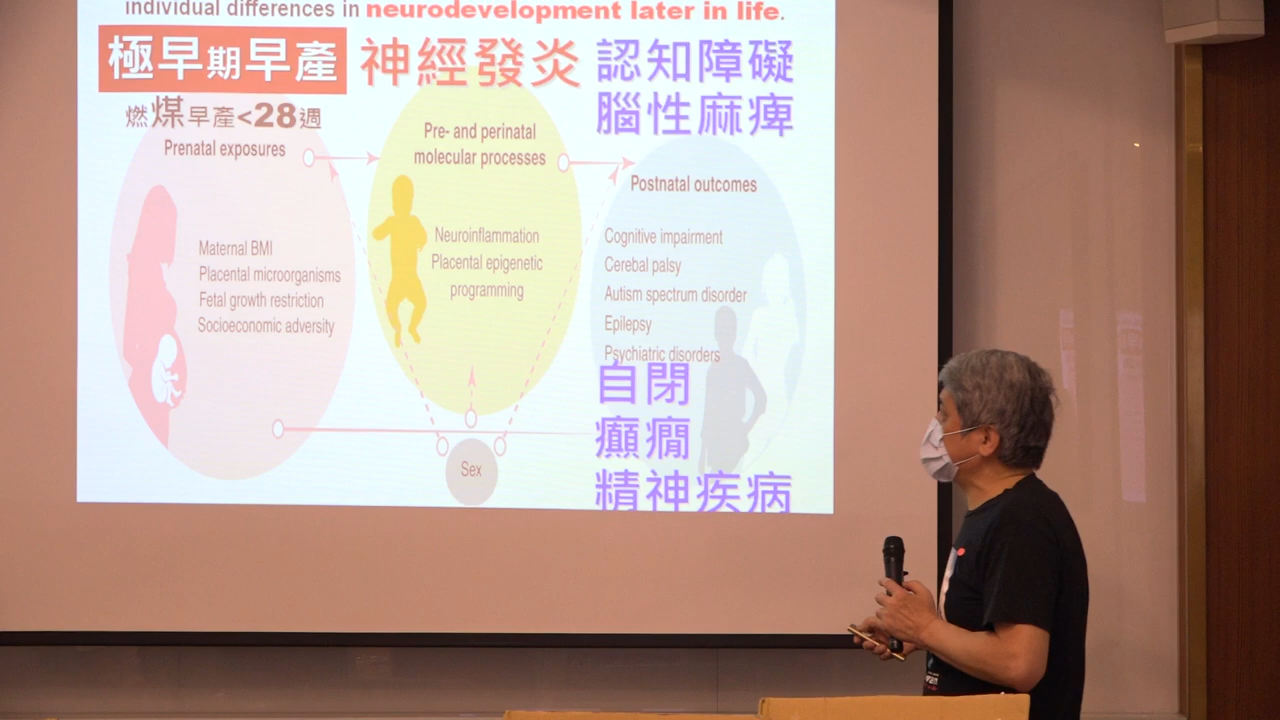 individual differences in neurodevelopment later in life.
極早期早產
神經發炎
認知障礙
腦性麻痺
燃煤早產<28週
Prenatal exposures
Maternal BMI
Placental microorganisms
Fetal growth restriction
Socioeconomic adversity
Pre- and perinatal
molecular processes
Neuroinflammation
Placental epigenetic
programming
Postnatal outcomes
Cognitive impairment
Cerebral palsy
Autism spectrum disorder
Epilepsy
Psychiatric disorders
自閉
癲癇
精神疾病
Sex